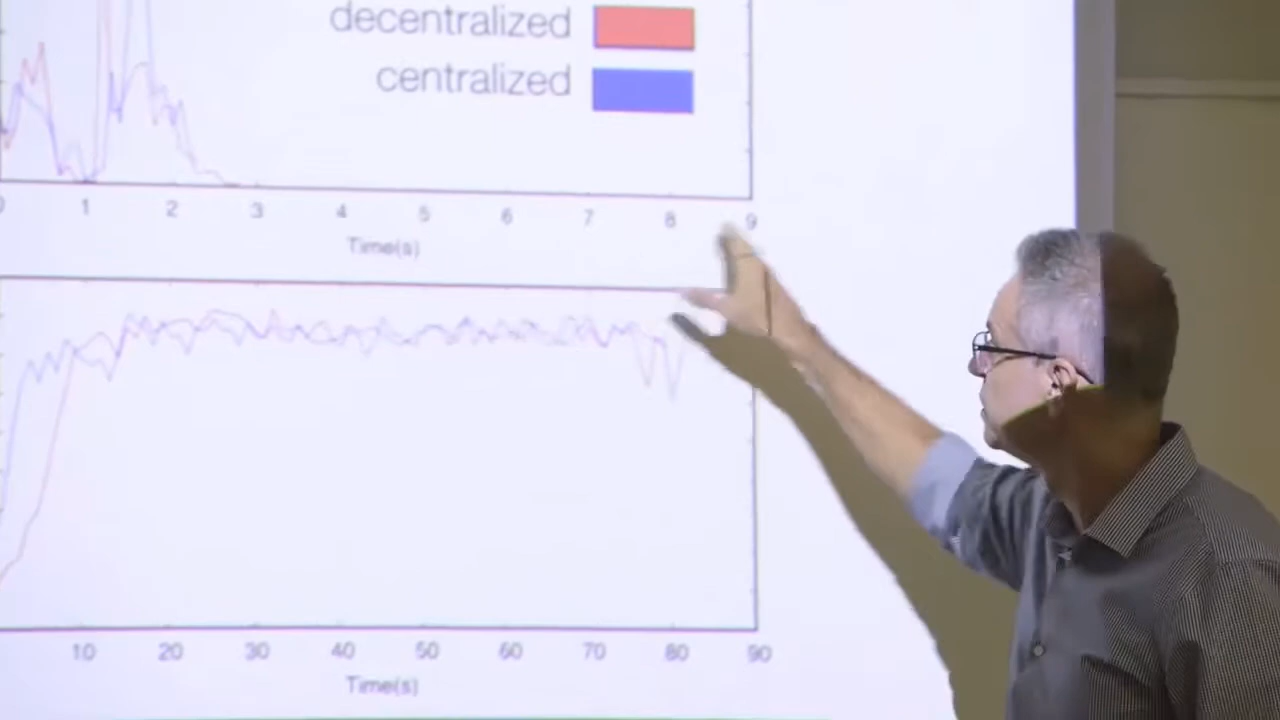 decentralized
centralized
0 1 2 3 4 5 6 7 8 9
Time(s)
10 20 30 40 50 60 70 80 90
Time(s)